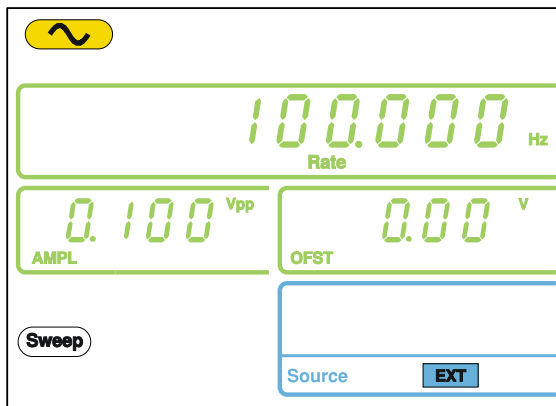 100.000 Hz
Rate
0.100 Vpp
AMPL
0.00 V
OFST
Sweep
Source EXT